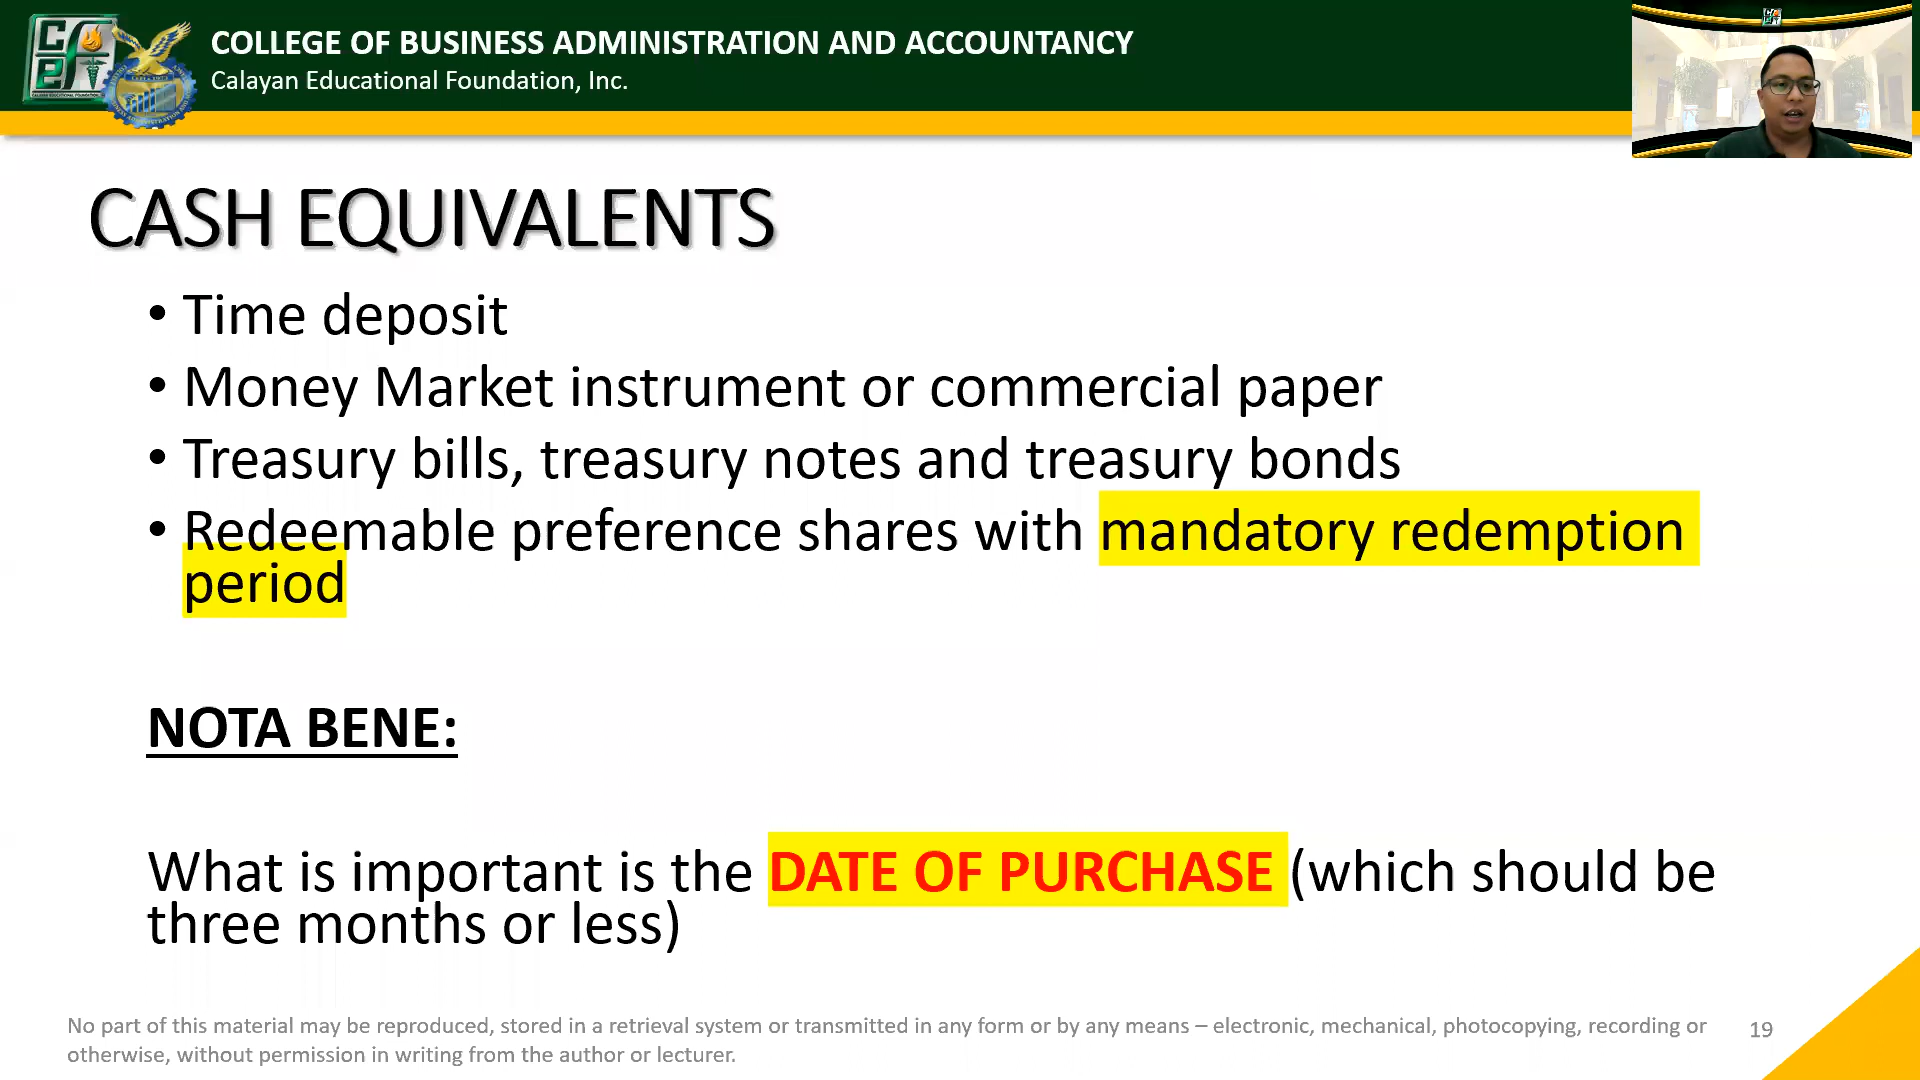 COLLEGE OF BUSINESS ADMINISTRATION AND ACCOUNTANCY
Calayan Educational Foundation, Inc.
CASH EQUIVALENTS
• Time deposit
• Money Market instrument or commercial paper
• Treasury bills, treasury notes and treasury bonds
• Redeemable preference shares with mandatory redemption
period
NOTA BENE:
What is important is the DATE OF PURCHASE (which should be
three months or less)
No part of this material may be reproduced, stored in a retrieval system or transmitted in any form or by any means – electronic, mechanical, photocopying, recording or
otherwise, without permission in writing from the author or lecturer.
19